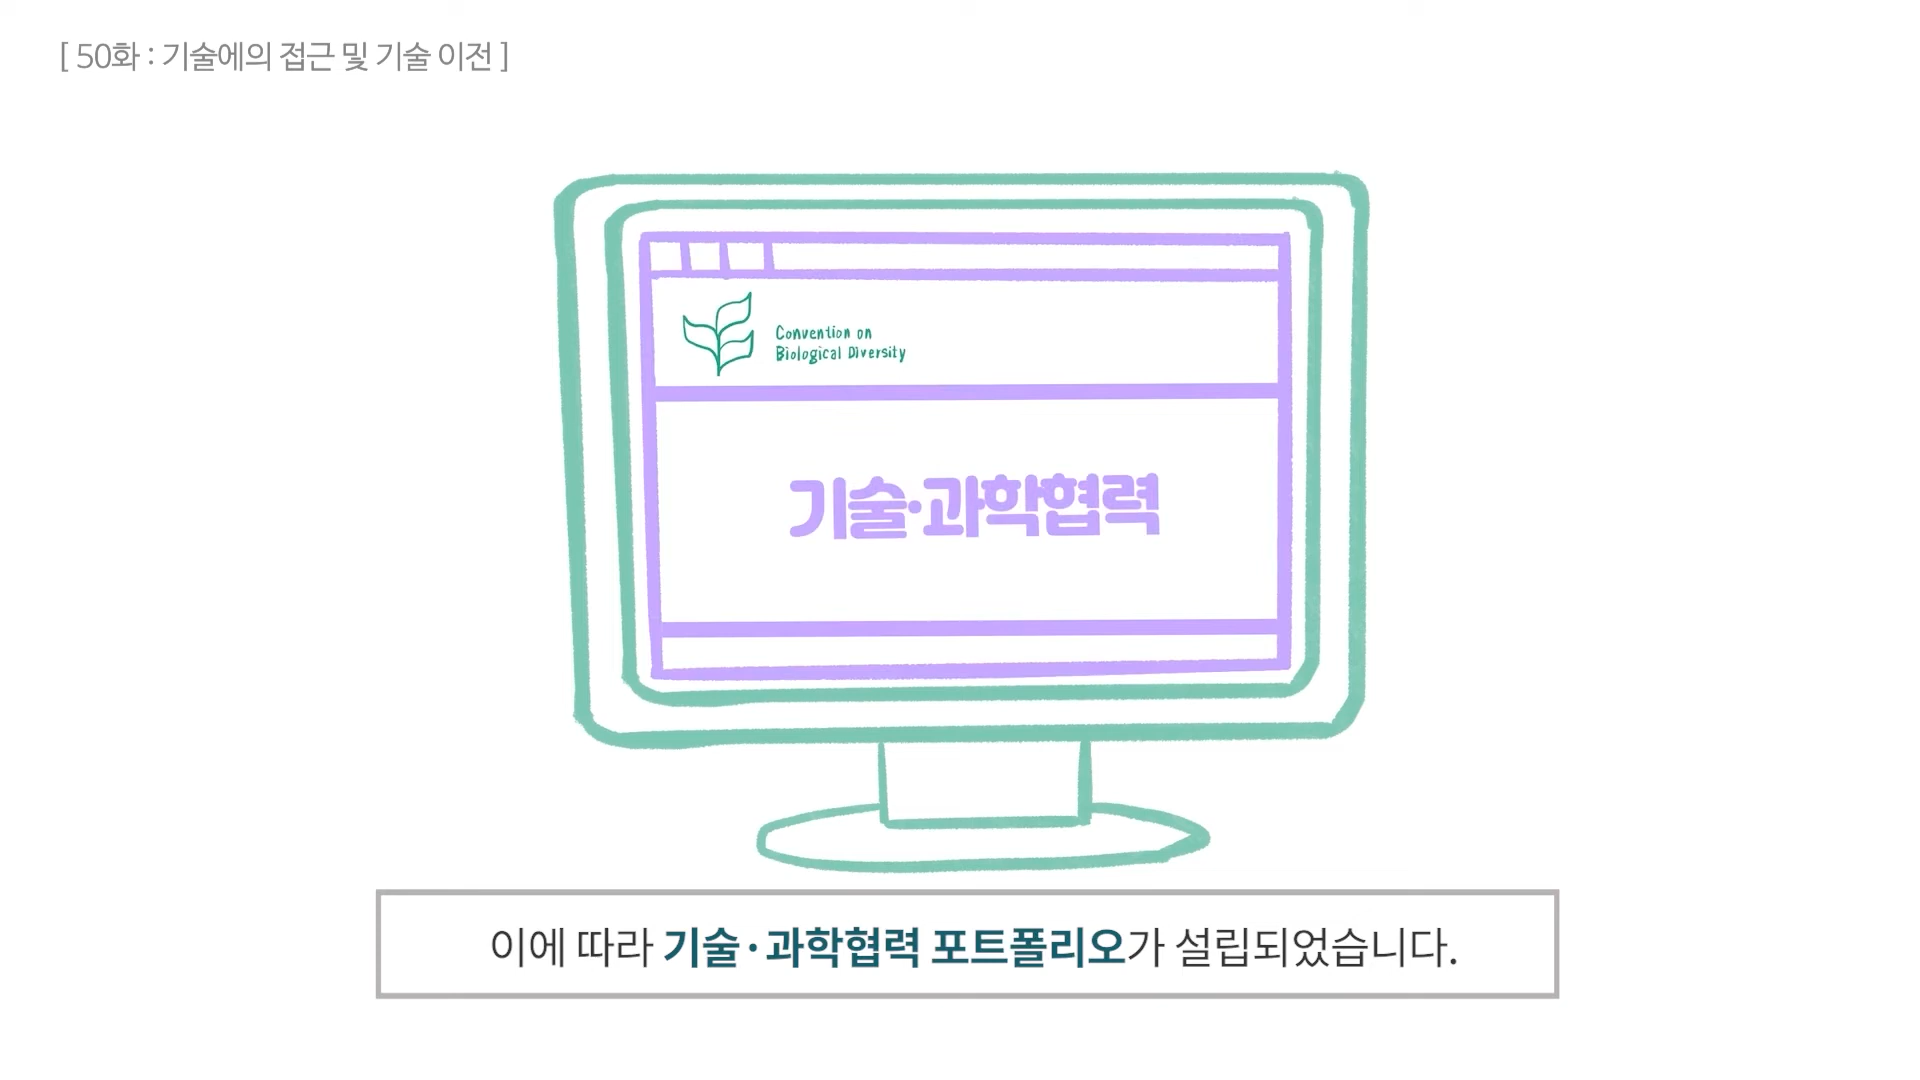 [ 50화 : 기술에의 접근 및 기술 이전 ]
Convention on
Biological Diversity
기술·과학협력
이에 따라 기술·과학협력 포트폴리오가 설립되었습니다.